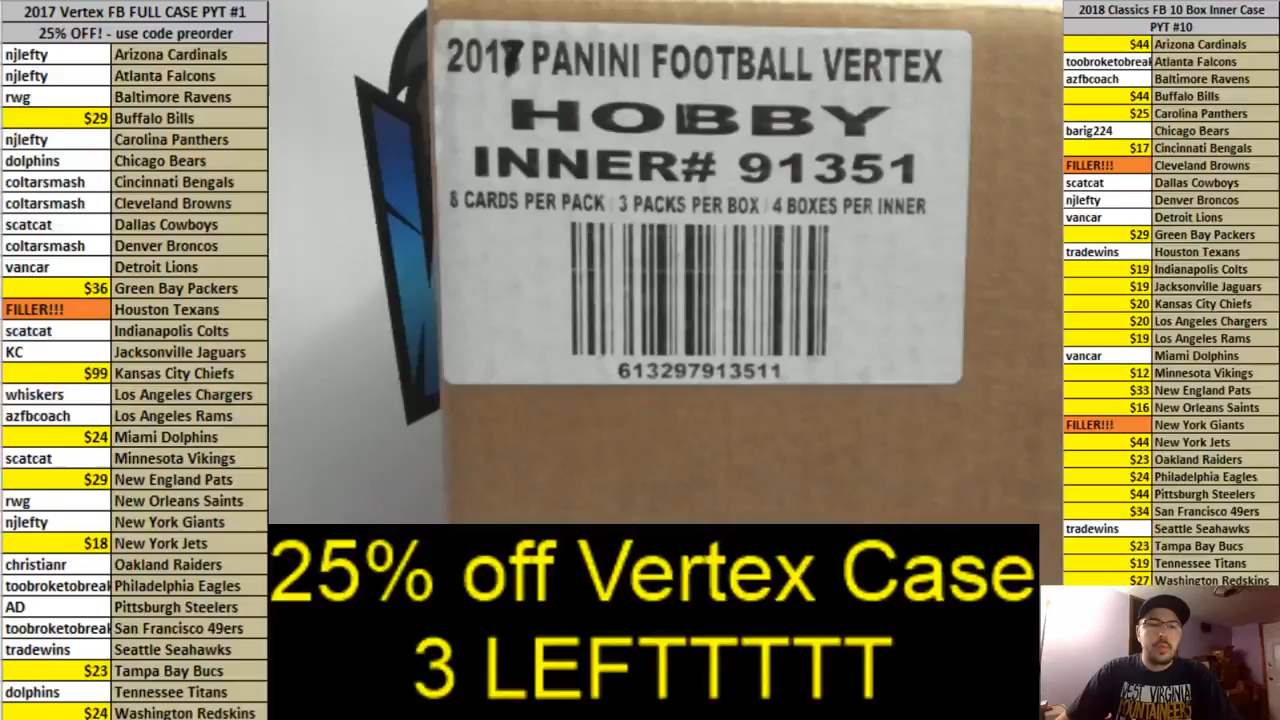 2017 Vertex FB FULL CASE PYT #1
25% OFF! - use code preorder
njlefty Arizona Cardinals
njlefty Atlanta Falcons
rwg Baltimore Ravens
$29 Buffalo Bills
njlefty Carolina Panthers
dolphins Chicago Bears
coltarsmash Cincinnati Bengals
coltarsmash Cleveland Browns
scatcat Dallas Cowboys
coltarsmash Denver Broncos
vancar Detroit Lions
$36 Green Bay Packers
FILLER!!! Houston Texans
scatcat Indianapolis Colts
KC Jacksonville Jaguars
$99 Kansas City Chiefs
whiskers Los Angeles Chargers
azfbcoach Los Angeles Rams
$24 Miami Dolphins
scatcat Minnesota Vikings
$29 New England Pats
rwg New Orleans Saints
njlefty New York Giants
$18 New York Jets
christianr Oakland Raiders
toobroketobreak Philadelphia Eagles
AD Pittsburgh Steelers
toobroketobreak San Francisco 49ers
tradewins Seattle Seahawks
$23 Tampa Bay Bucs
dolphins Tennessee Titans
$24 Washington Redskins
2017 PANINI FOOTBALL VERTEX
HOBBY
INNER# 91351
8 CARDS PER PACK / 3 PACKS PER BOX / 4 BOXES PER INNER
613297913511
25% off Vertex Case
3 LEFTTTTTT
2018 Classics FB 10 Box Inner Case
PYT #10
$44 Arizona Cardinals
toobroketobreak Atlanta Falcons
azfbcoach Baltimore Ravens
$44 Buffalo Bills
$25 Carolina Panthers
barig224 Chicago Bears
$17 Cincinnati Bengals
FILLER!!! Cleveland Browns
scatcat Dallas Cowboys
njlefty Denver Broncos
vancar Detroit Lions
$29 Green Bay Packers
tradewins Houston Texans
$19 Indianapolis Colts
$19 Jacksonville Jaguars
$20 Kansas City Chiefs
$20 Los Angeles Chargers
$19 Los Angeles Rams
vancar Miami Dolphins
$12 Minnesota Vikings
$33 New England Pats
$16 New Orleans Saints
FILLER!!! New York Giants
$44 New York Jets
$23 Oakland Raiders
$24 Philadelphia Eagles
$44 Pittsburgh Steelers
$34 San Francisco 49ers
tradewins Seattle Seahawks
$23 Tampa Bay Bucs
$19 Tennessee Titans
$27 Washington Redskins
WEST VIRGINIA
MOUNTAINEERS